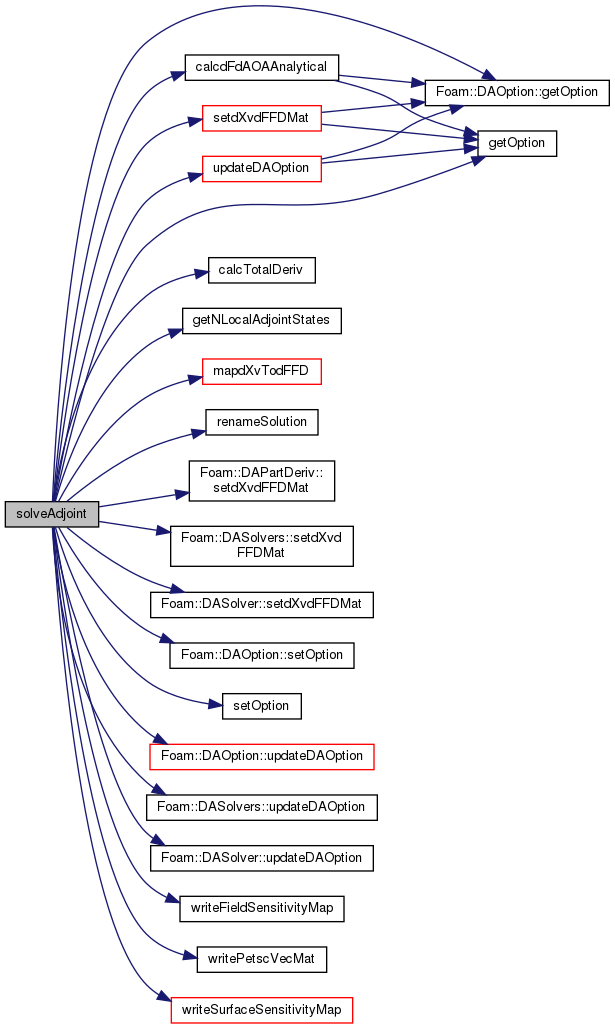 calcdFdAOAAnalytical
Foam::DAOption::getOption
setdXvdFFDMat
getOption
updateDAOption
calcTotalDeriv
getNLocalAdjointStates
mapdXvTodFFD
renameSolution
Foam::DAPartDeriv::
setdXvdFFDMat
solveAdjoint
Foam::DASolvers::setdXvd
FFDMat
Foam::DASolver::setdXvdFFDMat
Foam::DAOption::setOption
setOption
Foam::DAOption::updateDAOption
Foam::DASolvers::updateDAOption
Foam::DASolver::updateDAOption
writeFieldSensitivityMap
writePetscVecMat
writeSurfaceSensitivityMap